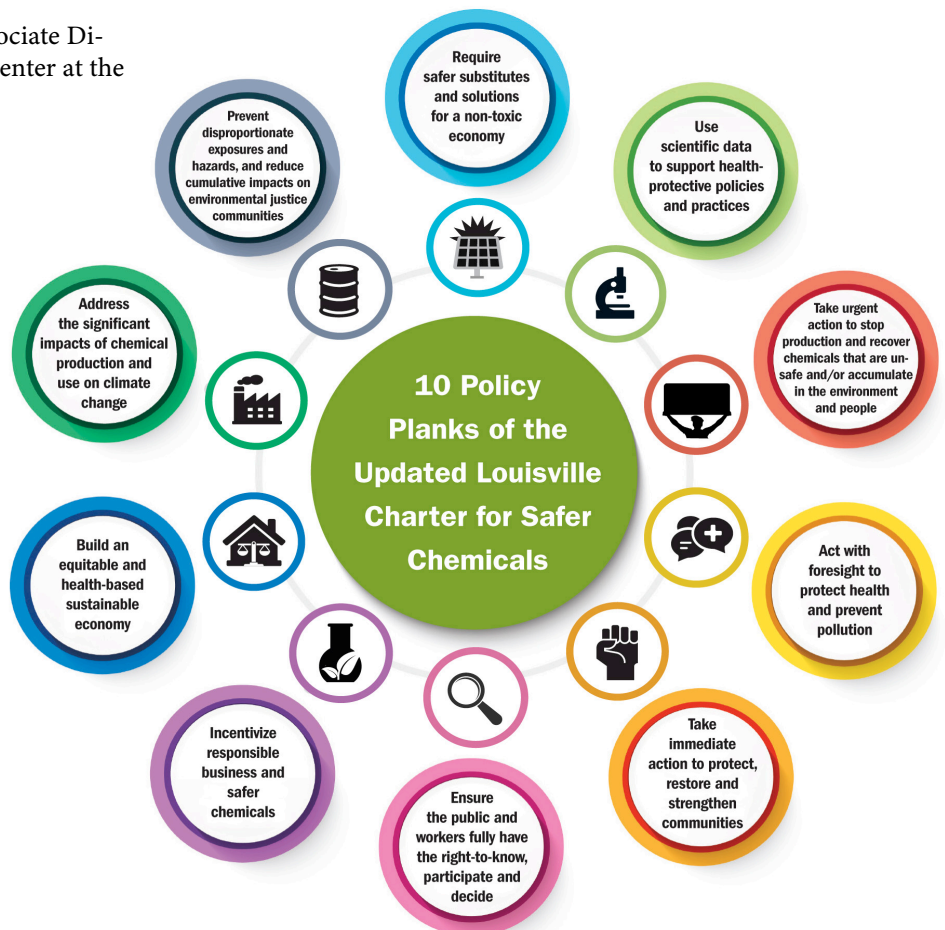 ociate Di-
enter at the
Require
safer substitutes
and solutions
for a non-toxic
economy
Use
scientific data
to support health-
protective policies
and practices
Take urgent
action to stop
production and recover
chemicals that are un-
safe and/or accumulate
in the environment
and people
Act with
foresight to
protect health
and prevent
pollution
Take
immediate
action to protect,
restore and
strengthen
communities
Ensure
the public and
workers fully have
the right-to-know,
participate and
decide
Incentivize
responsible
business and
safer
chemicals
Build an
equitable and
health-based
sustainable
economy
Address
the significant
impacts of chemical
production and
use on climate
change
Prevent
disproportionate
exposures and
hazards, and reduce
cumulative impacts on
environmental justice
communities
10 Policy
Planks of the
Updated Louisville
Charter for Safer
Chemicals